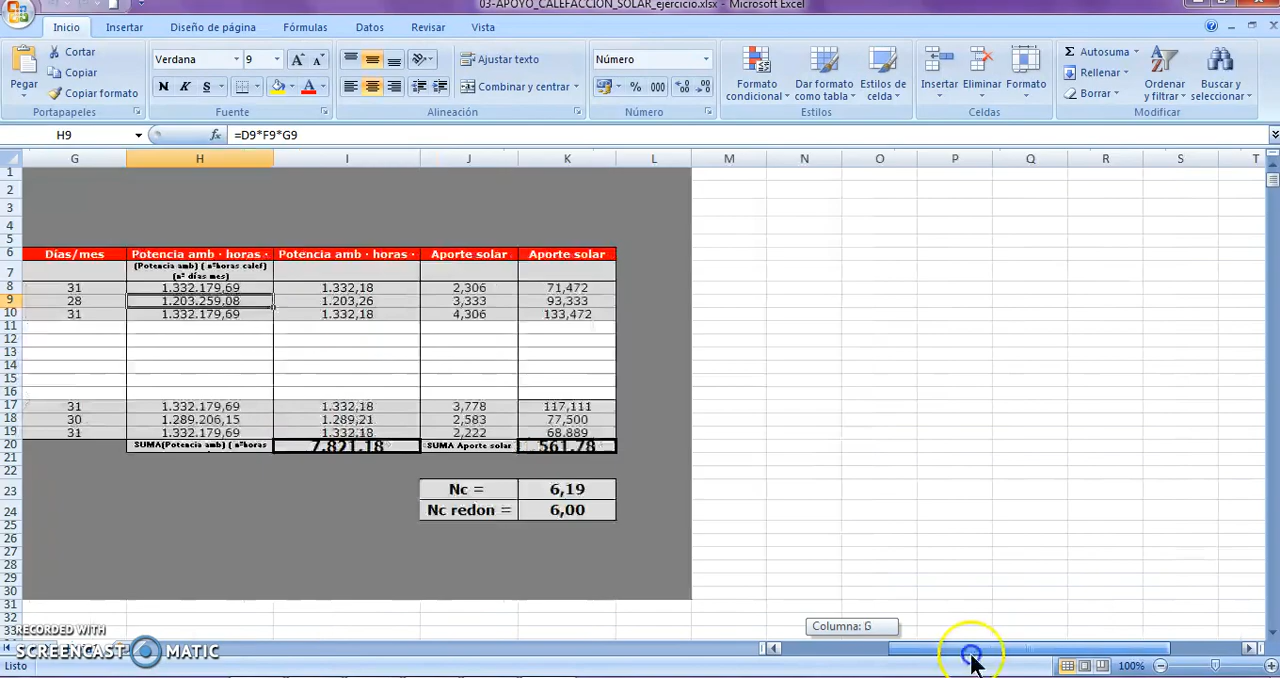 03-APOYO_CALEFACCION_SOLAR_ejercicio.xlsx - Microsoft Excel
Inicio Insertar Diseño de página Fórmulas Datos Revisar Vista
Pegar Cortar Copiar Copiar formato
Verdana 9
N K S A A A
Ajustar texto
Combinar y centrar
Número
% 000
Formato condicional Dar formato como tabla Estilos de celda
Insertar Eliminar Formato
Σ Autosuma Rellenar Borrar
Ordenar y filtrar Buscar y seleccionar
Portapapeles Fuente Alineación Número Estilos Celdas Modificar
H9 fx =D9*F9*G9
G H I J K L M N O P Q R S T
1
2
3
4
5
6 Días/mes Potencia amb · horas · Potencia amb · horas · Aporte solar Aporte solar
7 (Potencia amb) ( nºhoras calef) (nº días mes)
8 31 1.332.179,69 1.332,18 2,306 71,472
9 28 1.203.259,08 1.203,26 3,333 93,333
10 31 1.332.179,69 1.332,18 4,306 133,472
11
12
13
14
15
16
17 31 1.332.179,69 1.332,18 3,778 117,111
18 30 1.289.206,15 1.289,21 2,583 77,500
19 31 1.332.179,69 1.332,18 2,222 68.889
20 SUMA(Potencia amb) ( nºhoras 7.821,18 SUMA Aporte solar 561,78
21
22
23 Nc = 6,19
24 Nc redon = 6,00
25
26
27
28
29
30
31
32
33
Columna: G
RECORDED WITH
SCREENCAST MATIC
Listo 100%